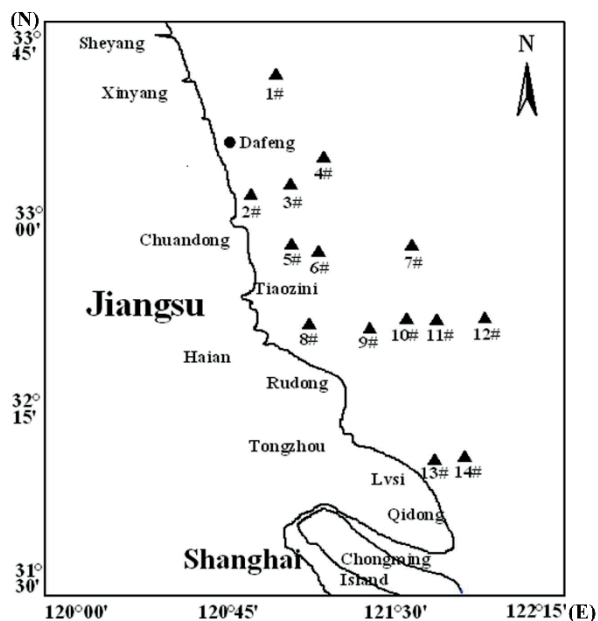 (N)
33°
45'
Sheyang
N
Xinyang
1#
Dafeng
4#
3#
2#
33°
00'
Chuandong
5#
6#
7#
Tiaozini
Jiangsu
8#
9#
10#
11#
12#
Haian
Rudong
32°
15'
Tongzhou
Lvsi
13#
14#
Qidong
Shanghai
Chongming
Island
31°
30'
120°00'
120°45'
121°30'
122°15'
(E)